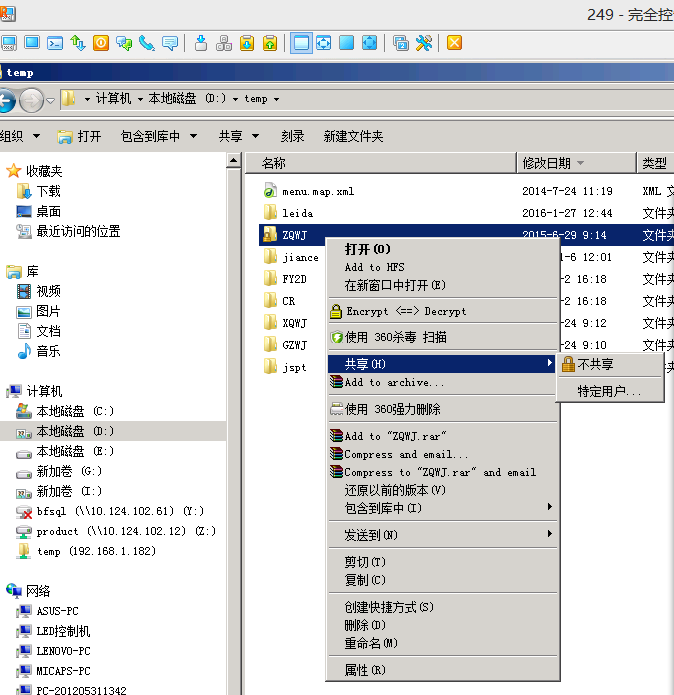 249 - 完全控
temp
计算机 本地磁盘 (D:) temp
组织 打开 包含到库中 共享 刻录 新建文件夹
收藏夹
下载
桌面
最近访问的位置
库
视频
图片
文档
音乐
计算机
本地磁盘 (C:)
本地磁盘 (D:)
本地磁盘 (E:)
新加卷 (G:)
新加卷 (I:)
bfsql (\\10.124.102.61) (Y:)
product (\\10.124.102.12) (Z:)
temp (192.168.1.182)
网络
ASUS-PC
LED控制机
LENOVO-PC
MICAPS-PC
PC-201205311342
名称 修改日期 类型
menu.map.xml 2014-7-24 11:19 XML 文
leida 2016-1-27 12:44 文件夹
ZQWJ 2015-6-29 9:14 文件夹
jiance 1-6 12:01 文件夹
FY2D -2 16:18 文件夹
CR -2 16:18 文件夹
XQWJ -24 9:12 文件夹
GZWJ -24 9:10 文件夹
jspt
打开(O)
Add to HFS
在新窗口中打开(E)
Encrypt <==> Decrypt
使用 360杀毒 扫描
共享(H)
不共享
特定用户...
Add to archive...
使用 360强力删除
Add to "ZQWJ.rar"
Compress and email...
Compress to "ZQWJ.rar" and email
还原以前的版本(V)
包含到库中(I)
发送到(N)
剪切(T)
复制(C)
创建快捷方式(S)
删除(D)
重命名(M)
属性(R)